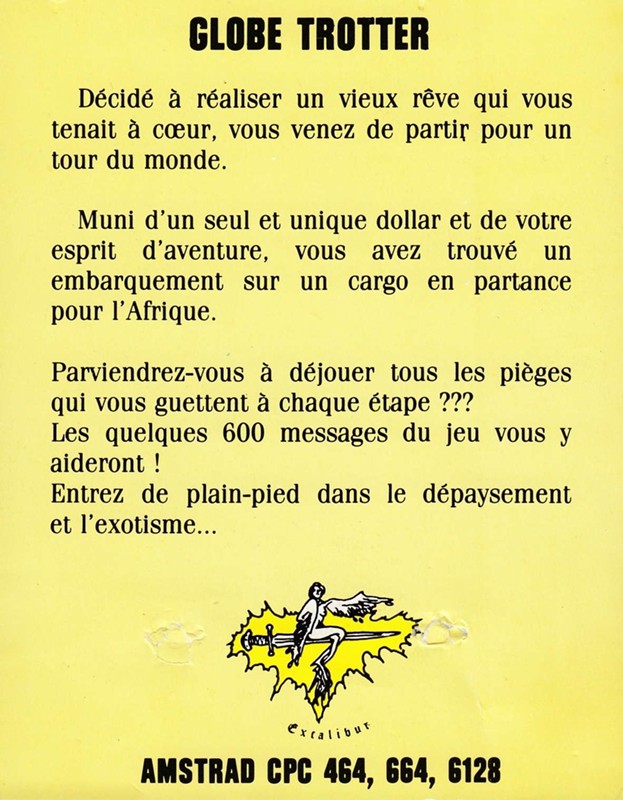 GLOBE TROTTER
Décidé à réaliser un vieux rêve qui vous
tenait à cœur, vous venez de partir pour un
tour du monde.
Muni d'un seul et unique dollar et de votre
esprit d'aventure, vous avez trouvé un
embarquement sur un cargo en partance
pour l'Afrique.
Parviendrez-vous à déjouer tous les pièges
qui vous guettent à chaque étape ???
Les quelques 600 messages du jeu vous y
aideront !
Entrez de plain-pied dans le dépaysement
et l'exotisme...
Excalibur
AMSTRAD CPC 464, 664, 6128